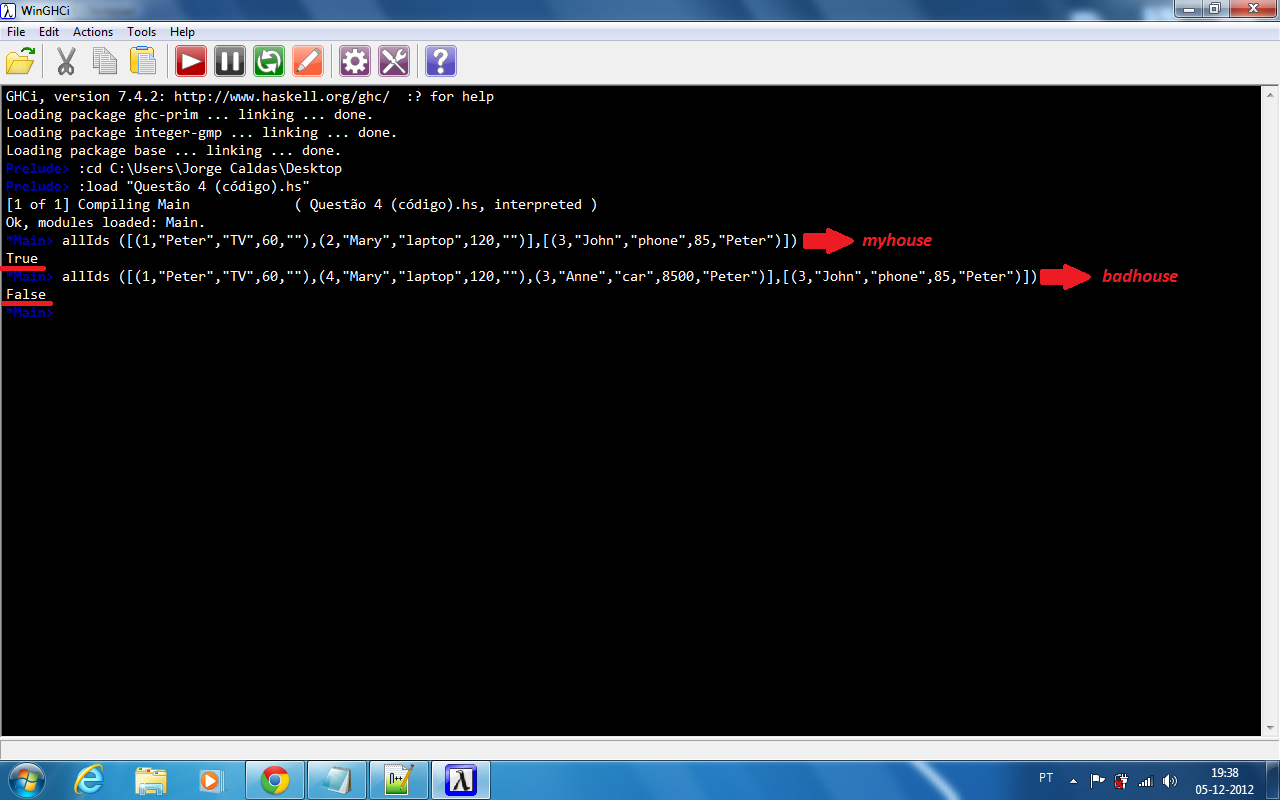 WinGHCi
File Edit Actions Tools Help
GHCi, version 7.4.2: http://www.haskell.org/ghc/  :? for help
Loading package ghc-prim ... linking ... done.
Loading package integer-gmp ... linking ... done.
Loading package base ... linking ... done.
Prelude> :cd C:\Users\Jorge Caldas\Desktop
Prelude> :load "Questão 4 (código).hs"
[1 of 1] Compiling Main             ( Questão 4 (código).hs, interpreted )
Ok, modules loaded: Main.
*Main> allIds ([(1,"Peter","TV",60,""),(2,"Mary","laptop",120,"")],[(3,"John","phone",85,"Peter")]) myhouse
True
*Main> allIds ([(1,"Peter","TV",60,""),(4,"Mary","laptop",120,""),(3,"Anne","car",8500,"Peter")],[(3,"John","phone",85,"Peter")]) badhouse
False
*Main>
PT
19:38
05-12-2012